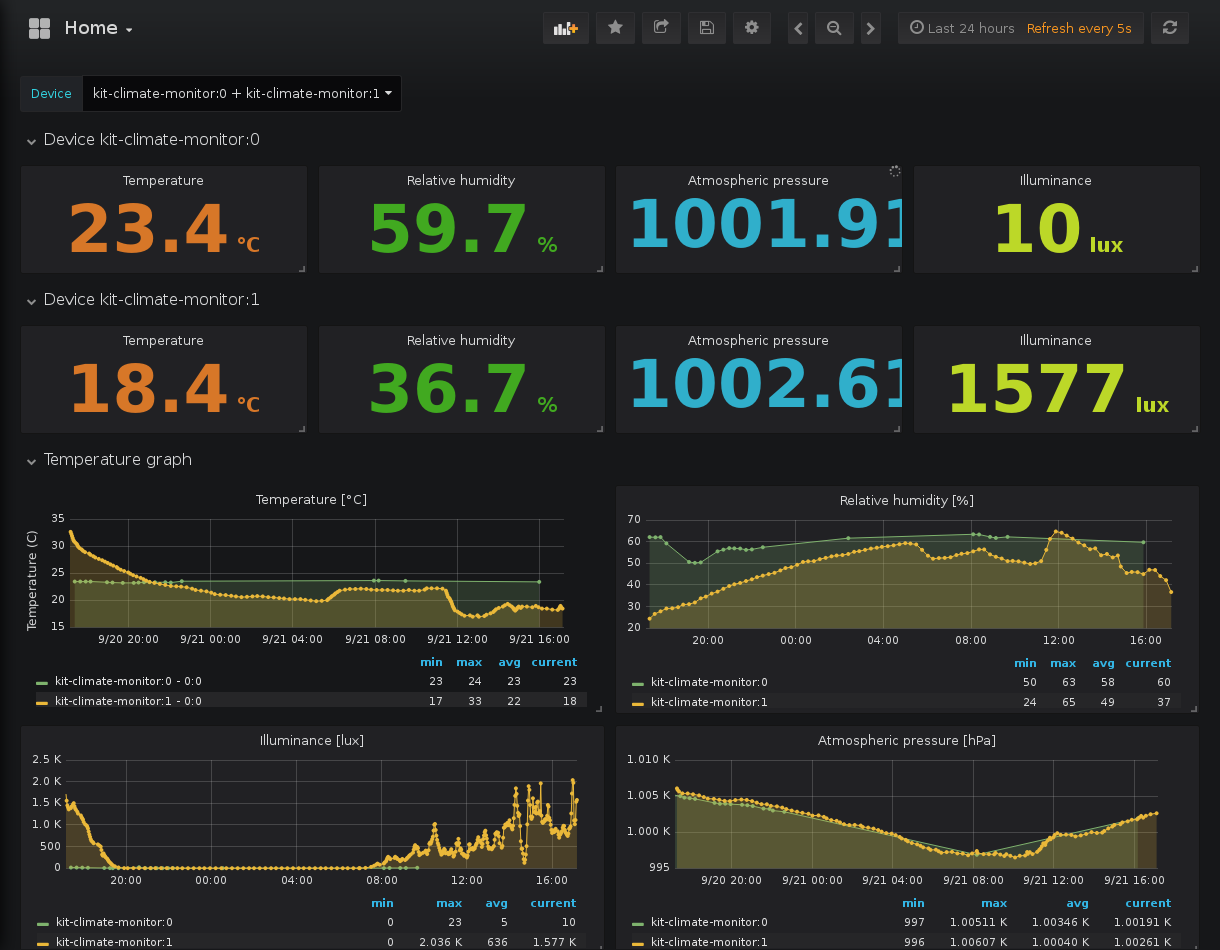 Home
Last 24 hours Refresh every 5s
Device kit-climate-monitor:0 + kit-climate-monitor:1
Device kit-climate-monitor:0
Temperature Relative humidity Atmospheric pressure Illuminance
23.4 °C 59.7 % 1001.91 10 lux
Device kit-climate-monitor:1
Temperature Relative humidity Atmospheric pressure Illuminance
18.4 °C 36.7 % 1002.61 1577 lux
Temperature graph
Temperature [°C]
Temperature (C)
35
30
25
20
15
9/20 20:00 9/21 00:00 9/21 04:00 9/21 08:00 9/21 12:00 9/21 16:00
min max avg current
kit-climate-monitor:0 - 0:0 23 24 23 23
kit-climate-monitor:1 - 0:0 17 33 22 18
Relative humidity [%]
70
60
50
40
30
20
20:00 00:00 04:00 08:00 12:00 16:00
min max avg current
kit-climate-monitor:0 50 63 58 60
kit-climate-monitor:1 24 65 49 37
Illuminance [lux]
2.5 K
2.0 K
1.5 K
1.0 K
500
0
20:00 00:00 04:00 08:00 12:00 16:00
min max avg current
kit-climate-monitor:0 0 23 5 10
kit-climate-monitor:1 0 2.036 K 636 1.577 K
Atmospheric pressure [hPa]
1.010 K
1.005 K
1.000 K
995
9/20 20:00 9/21 00:00 9/21 04:00 9/21 08:00 9/21 12:00 9/21 16:00
min max avg current
kit-climate-monitor:0 997 1.00511 K 1.00346 K 1.00191 K
kit-climate-monitor:1 996 1.00607 K 1.00040 K 1.00261 K